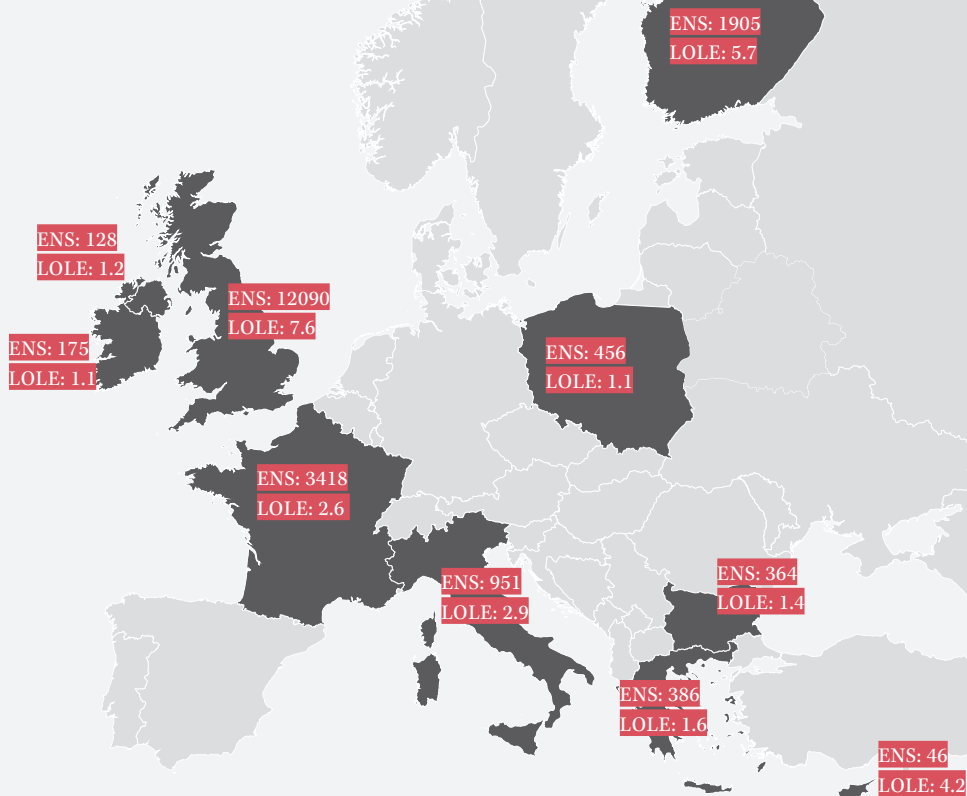 ENS: 1905
LOLE: 5.7
ENS: 128
LOLE: 1.2
ENS: 12090
LOLE: 7.6
ENS: 175
LOLE: 1.1
ENS: 456
LOLE: 1.1
ENS: 3418
LOLE: 2.6
ENS: 951
LOLE: 2.9
ENS: 364
LOLE: 1.4
ENS: 386
LOLE: 1.6
ENS: 46
LOLE: 4.2